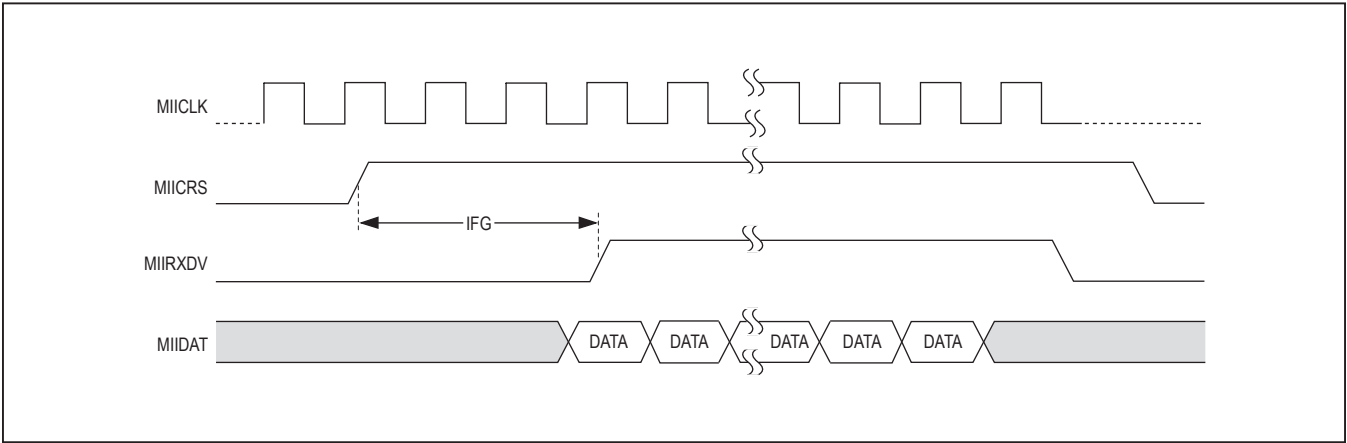 MIICLK
MIICRS
IFG
MIIRXDV
MIIDAT
DATA DATA DATA DATA DATA